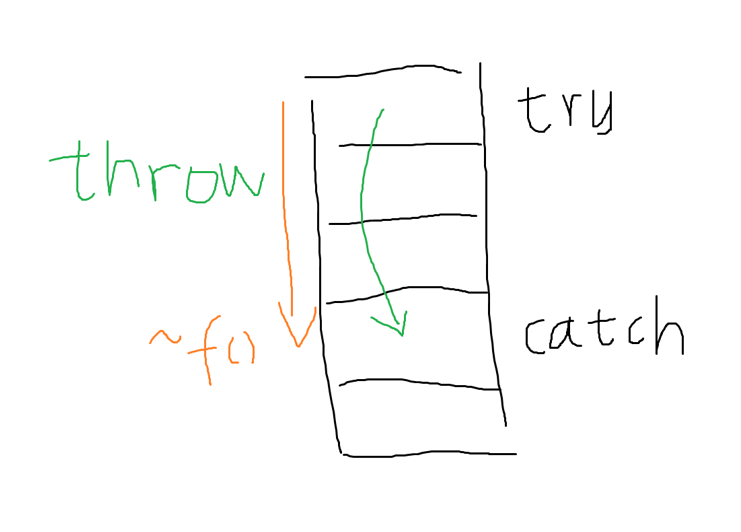 try
throw
catch
~f()